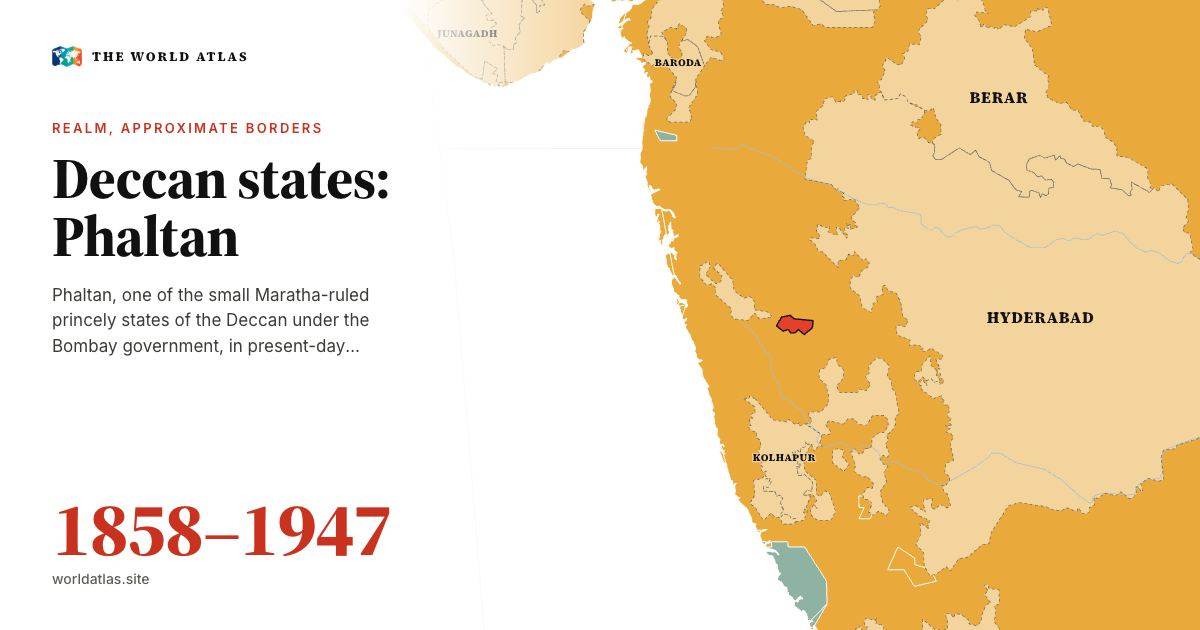 THE WORLD ATLAS
REALM, APPROXIMATE BORDERS
Deccan states:
Phaltan
Phaltan, one of the small Maratha-ruled
princely states of the Deccan under the
Bombay government, in present-day...
1858–1947
worldatlas.site
JUNAGADH
BARODA
BERAR
HYDERABAD
KOLHAPUR